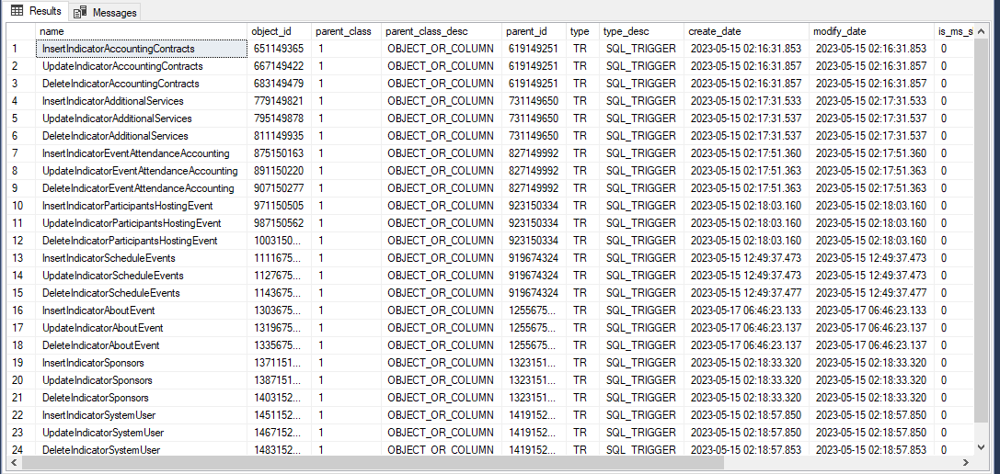 Results Messages
name object_id parent_class parent_class_desc parent_id type type_desc create_date modify_date is_ms_s
1 InsertIndicatorAccountingContracts 651149365 1 OBJECT_OR_COLUMN 619149251 TR SQL_TRIGGER 2023-05-15 02:16:31.853 2023-05-15 02:16:31.853 0
2 UpdateIndicatorAccountingContracts 667149422 1 OBJECT_OR_COLUMN 619149251 TR SQL_TRIGGER 2023-05-15 02:16:31.857 2023-05-15 02:16:31.857 0
3 DeleteIndicatorAccountingContracts 683149479 1 OBJECT_OR_COLUMN 619149251 TR SQL_TRIGGER 2023-05-15 02:16:31.857 2023-05-15 02:16:31.857 0
4 InsertIndicatorAdditionalServices 779149821 1 OBJECT_OR_COLUMN 731149650 TR SQL_TRIGGER 2023-05-15 02:17:31.533 2023-05-15 02:17:31.533 0
5 UpdateIndicatorAdditionalServices 795149878 1 OBJECT_OR_COLUMN 731149650 TR SQL_TRIGGER 2023-05-15 02:17:31.537 2023-05-15 02:17:31.537 0
6 DeleteIndicatorAdditionalServices 811149935 1 OBJECT_OR_COLUMN 731149650 TR SQL_TRIGGER 2023-05-15 02:17:31.537 2023-05-15 02:17:31.537 0
7 InsertIndicatorEventAttendanceAccounting 875150163 1 OBJECT_OR_COLUMN 827149992 TR SQL_TRIGGER 2023-05-15 02:17:51.360 2023-05-15 02:17:51.360 0
8 UpdateIndicatorEventAttendanceAccounting 891150220 1 OBJECT_OR_COLUMN 827149992 TR SQL_TRIGGER 2023-05-15 02:17:51.363 2023-05-15 02:17:51.363 0
9 DeleteIndicatorEventAttendanceAccounting 907150277 1 OBJECT_OR_COLUMN 827149992 TR SQL_TRIGGER 2023-05-15 02:17:51.363 2023-05-15 02:17:51.363 0
10 InsertIndicatorParticipantsHostingEvent 971150505 1 OBJECT_OR_COLUMN 923150334 TR SQL_TRIGGER 2023-05-15 02:18:03.160 2023-05-15 02:18:03.160 0
11 UpdateIndicatorParticipantsHostingEvent 987150562 1 OBJECT_OR_COLUMN 923150334 TR SQL_TRIGGER 2023-05-15 02:18:03.160 2023-05-15 02:18:03.160 0
12 DeleteIndicatorParticipantsHostingEvent 1003150... 1 OBJECT_OR_COLUMN 923150334 TR SQL_TRIGGER 2023-05-15 02:18:03.160 2023-05-15 02:18:03.160 0
13 InsertIndicatorScheduleEvents 1111675... 1 OBJECT_OR_COLUMN 919674324 TR SQL_TRIGGER 2023-05-15 12:49:37.473 2023-05-15 12:49:37.473 0
14 UpdateIndicatorScheduleEvents 1127675... 1 OBJECT_OR_COLUMN 919674324 TR SQL_TRIGGER 2023-05-15 12:49:37.473 2023-05-15 12:49:37.473 0
15 DeleteIndicatorScheduleEvents 1143675... 1 OBJECT_OR_COLUMN 919674324 TR SQL_TRIGGER 2023-05-15 12:49:37.477 2023-05-15 12:49:37.477 0
16 InsertIndicatorAboutEvent 1303675... 1 OBJECT_OR_COLUMN 1255675... TR SQL_TRIGGER 2023-05-17 06:46:23.133 2023-05-17 06:46:23.133 0
17 UpdateIndicatorAboutEvent 1319675... 1 OBJECT_OR_COLUMN 1255675... TR SQL_TRIGGER 2023-05-17 06:46:23.137 2023-05-17 06:46:23.137 0
18 DeleteIndicatorAboutEvent 1335675... 1 OBJECT_OR_COLUMN 1255675... TR SQL_TRIGGER 2023-05-17 06:46:23.137 2023-05-17 06:46:23.137 0
19 InsertIndicatorSponsors 1371151... 1 OBJECT_OR_COLUMN 1323151... TR SQL_TRIGGER 2023-05-15 02:18:33.320 2023-05-15 02:18:33.320 0
20 UpdateIndicatorSponsors 1387151... 1 OBJECT_OR_COLUMN 1323151... TR SQL_TRIGGER 2023-05-15 02:18:33.320 2023-05-15 02:18:33.320 0
21 DeleteIndicatorSponsors 1403152... 1 OBJECT_OR_COLUMN 1323151... TR SQL_TRIGGER 2023-05-15 02:18:33.320 2023-05-15 02:18:33.320 0
22 InsertIndicatorSystemUser 1451152... 1 OBJECT_OR_COLUMN 1419152... TR SQL_TRIGGER 2023-05-15 02:18:57.850 2023-05-15 02:18:57.850 0
23 UpdateIndicatorSystemUser 1467152... 1 OBJECT_OR_COLUMN 1419152... TR SQL_TRIGGER 2023-05-15 02:18:57.850 2023-05-15 02:18:57.850 0
24 DeleteIndicatorSystemUser 1483152... 1 OBJECT_OR_COLUMN 1419152... TR SQL_TRIGGER 2023-05-15 02:18:57.853 2023-05-15 02:18:57.853 0